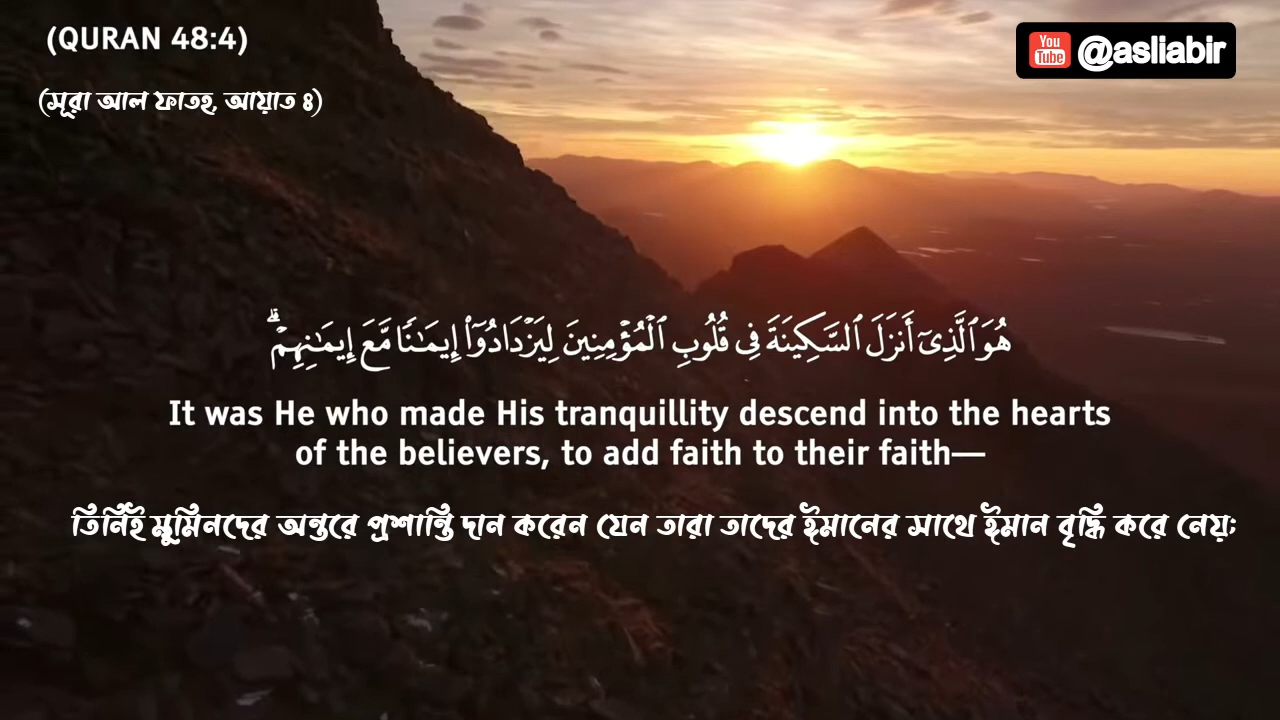 (QURAN 48:4)
You Tube @asliabir
(সূরা আল ফাতহ, আয়াত ৪)
هُوَ ٱلَّذِىٓ أَنزَلَ ٱلسَّكِينَةَ فِى قُلُوبِ ٱلْمُؤْمِنِينَ لِيَزْدَادُوٓا۟ إِيمَـٰنًا مَّعَ إِيمَـٰنِهِمْ ۗ
It was He who made His tranquillity descend into the hearts
of the believers, to add faith to their faith—
তিনিই মুমিনদের অন্তরে প্রশান্তি দান করেন যেন তারা তাদের ঈমানের সাথে ঈমান বৃদ্ধি করে নেয়;